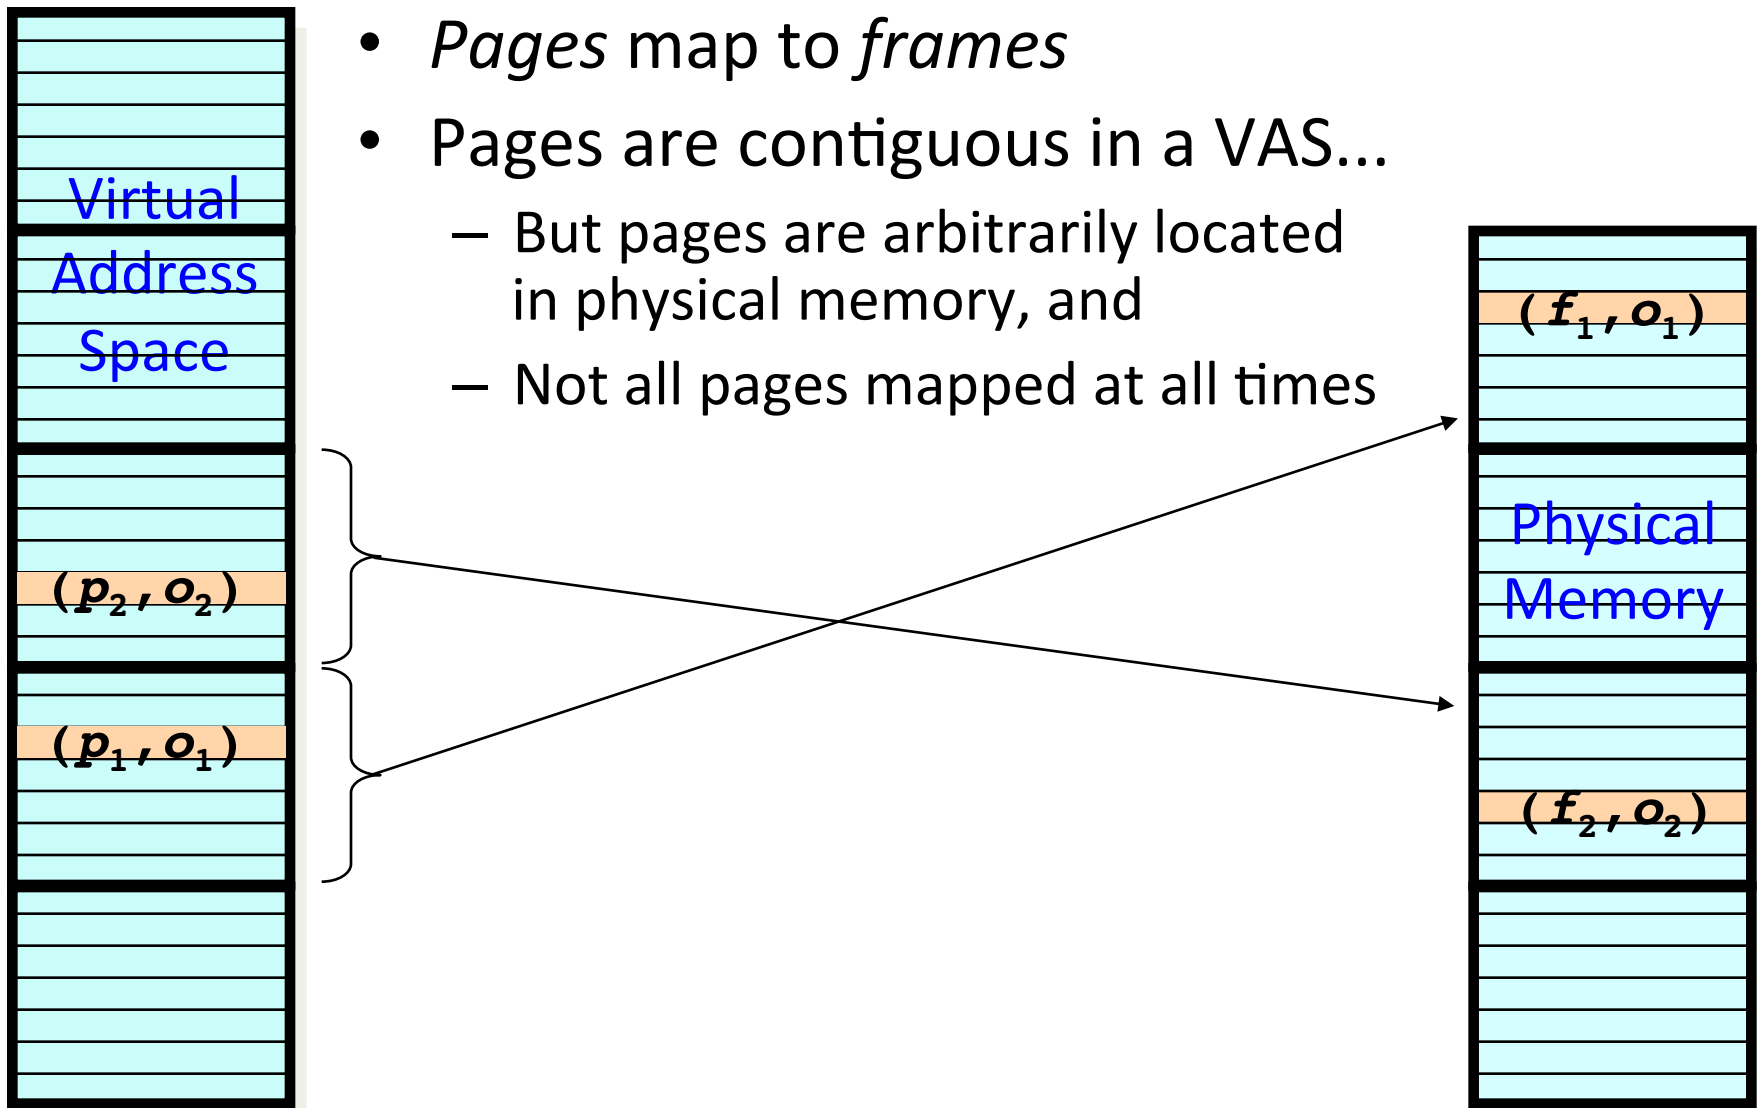 • Pages map to frames
• Pages are contiguous in a VAS...
– But pages are arbitrarily located
in physical memory, and
– Not all pages mapped at all times
Virtual
Address
Space
(p₂,o₂)
(p₁,o₁)
(f₁,o₁)
Physical
Memory
(f₂,o₂)